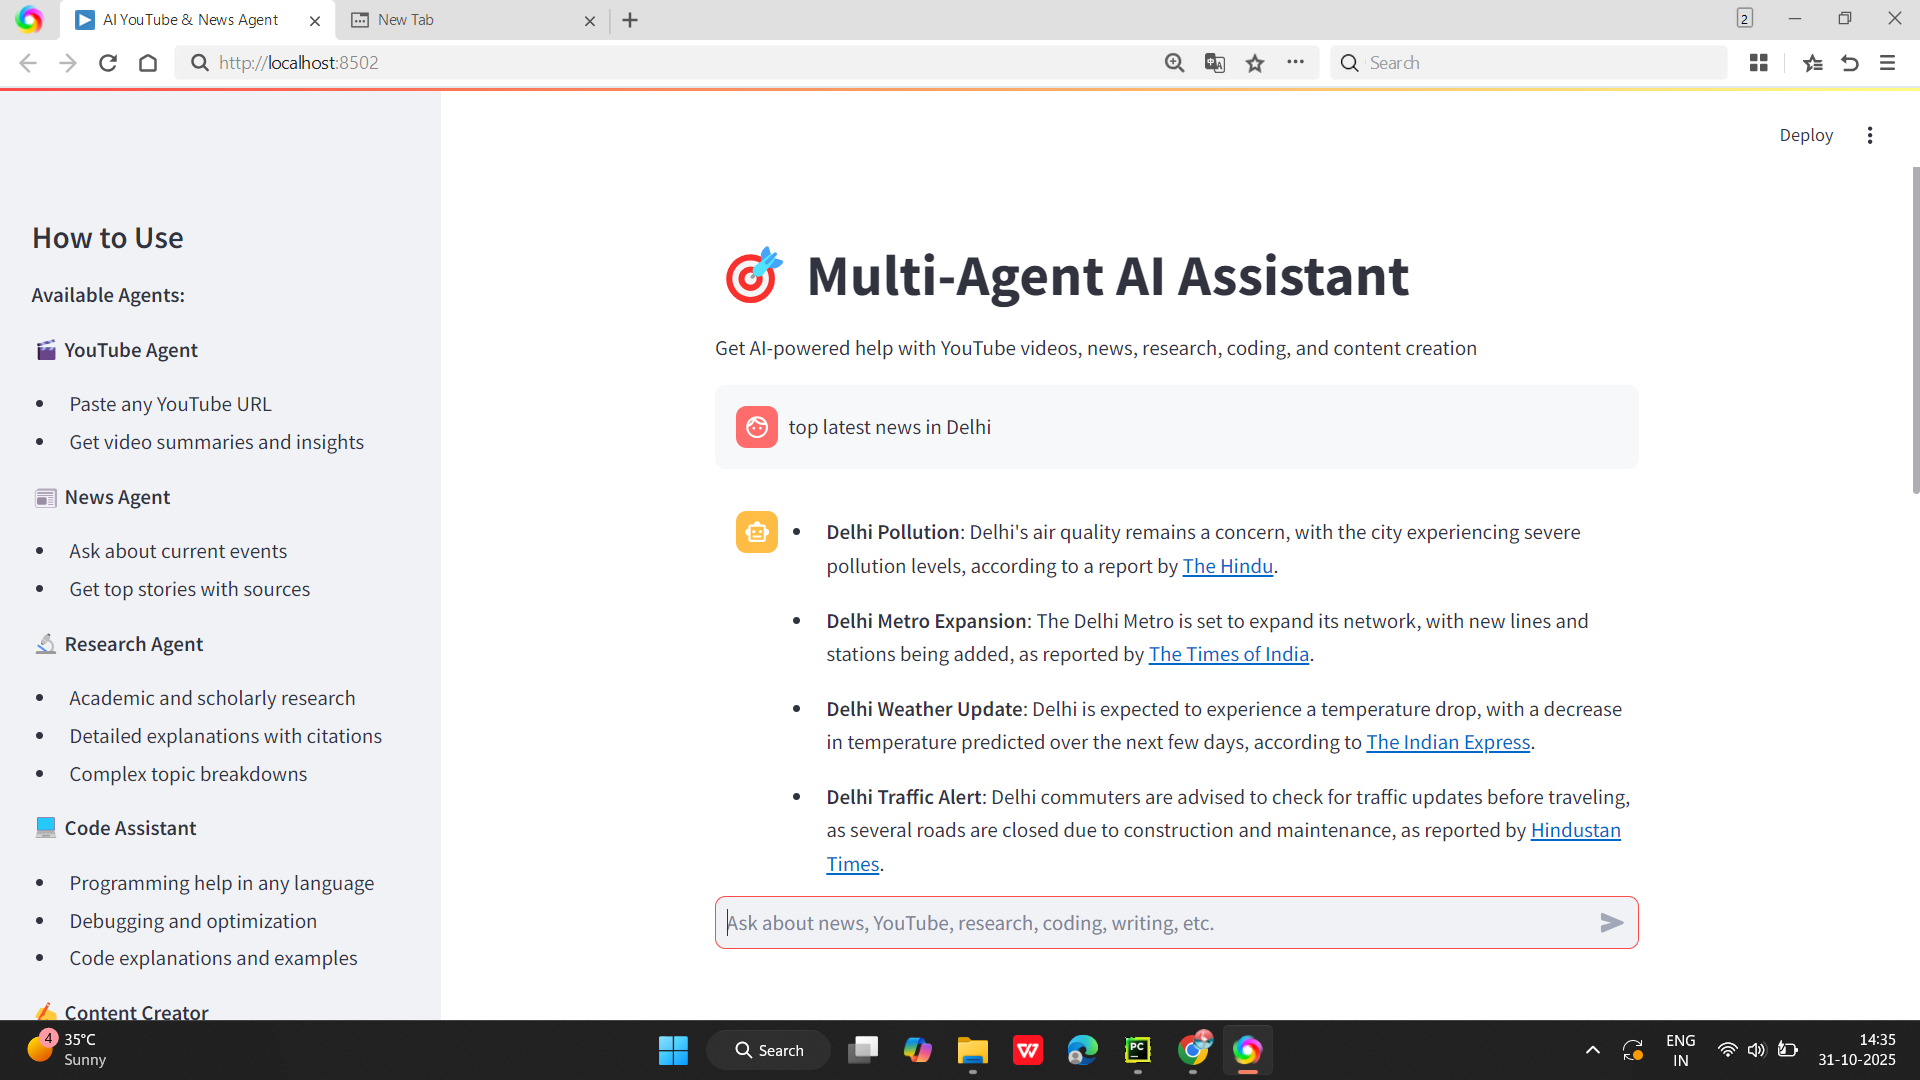 AI YouTube & News Agent
New Tab
2
http://localhost:8502
Search
Deploy
How to Use
Available Agents:
YouTube Agent
Paste any YouTube URL
Get video summaries and insights
News Agent
Ask about current events
Get top stories with sources
Research Agent
Academic and scholarly research
Detailed explanations with citations
Complex topic breakdowns
Code Assistant
Programming help in any language
Debugging and optimization
Code explanations and examples
Content Creator
Multi-Agent AI Assistant
Get AI-powered help with YouTube videos, news, research, coding, and content creation
top latest news in Delhi
Delhi Pollution: Delhi's air quality remains a concern, with the city experiencing severe
pollution levels, according to a report by The Hindu.
Delhi Metro Expansion: The Delhi Metro is set to expand its network, with new lines and
stations being added, as reported by The Times of India.
Delhi Weather Update: Delhi is expected to experience a temperature drop, with a decrease
in temperature predicted over the next few days, according to The Indian Express.
Delhi Traffic Alert: Delhi commuters are advised to check for traffic updates before traveling,
as several roads are closed due to construction and maintenance, as reported by Hindustan
Times.
Ask about news, YouTube, research, coding, writing, etc.
4
35°C
Sunny
Search
W
PC
ENG
IN
14:35
31-10-2025